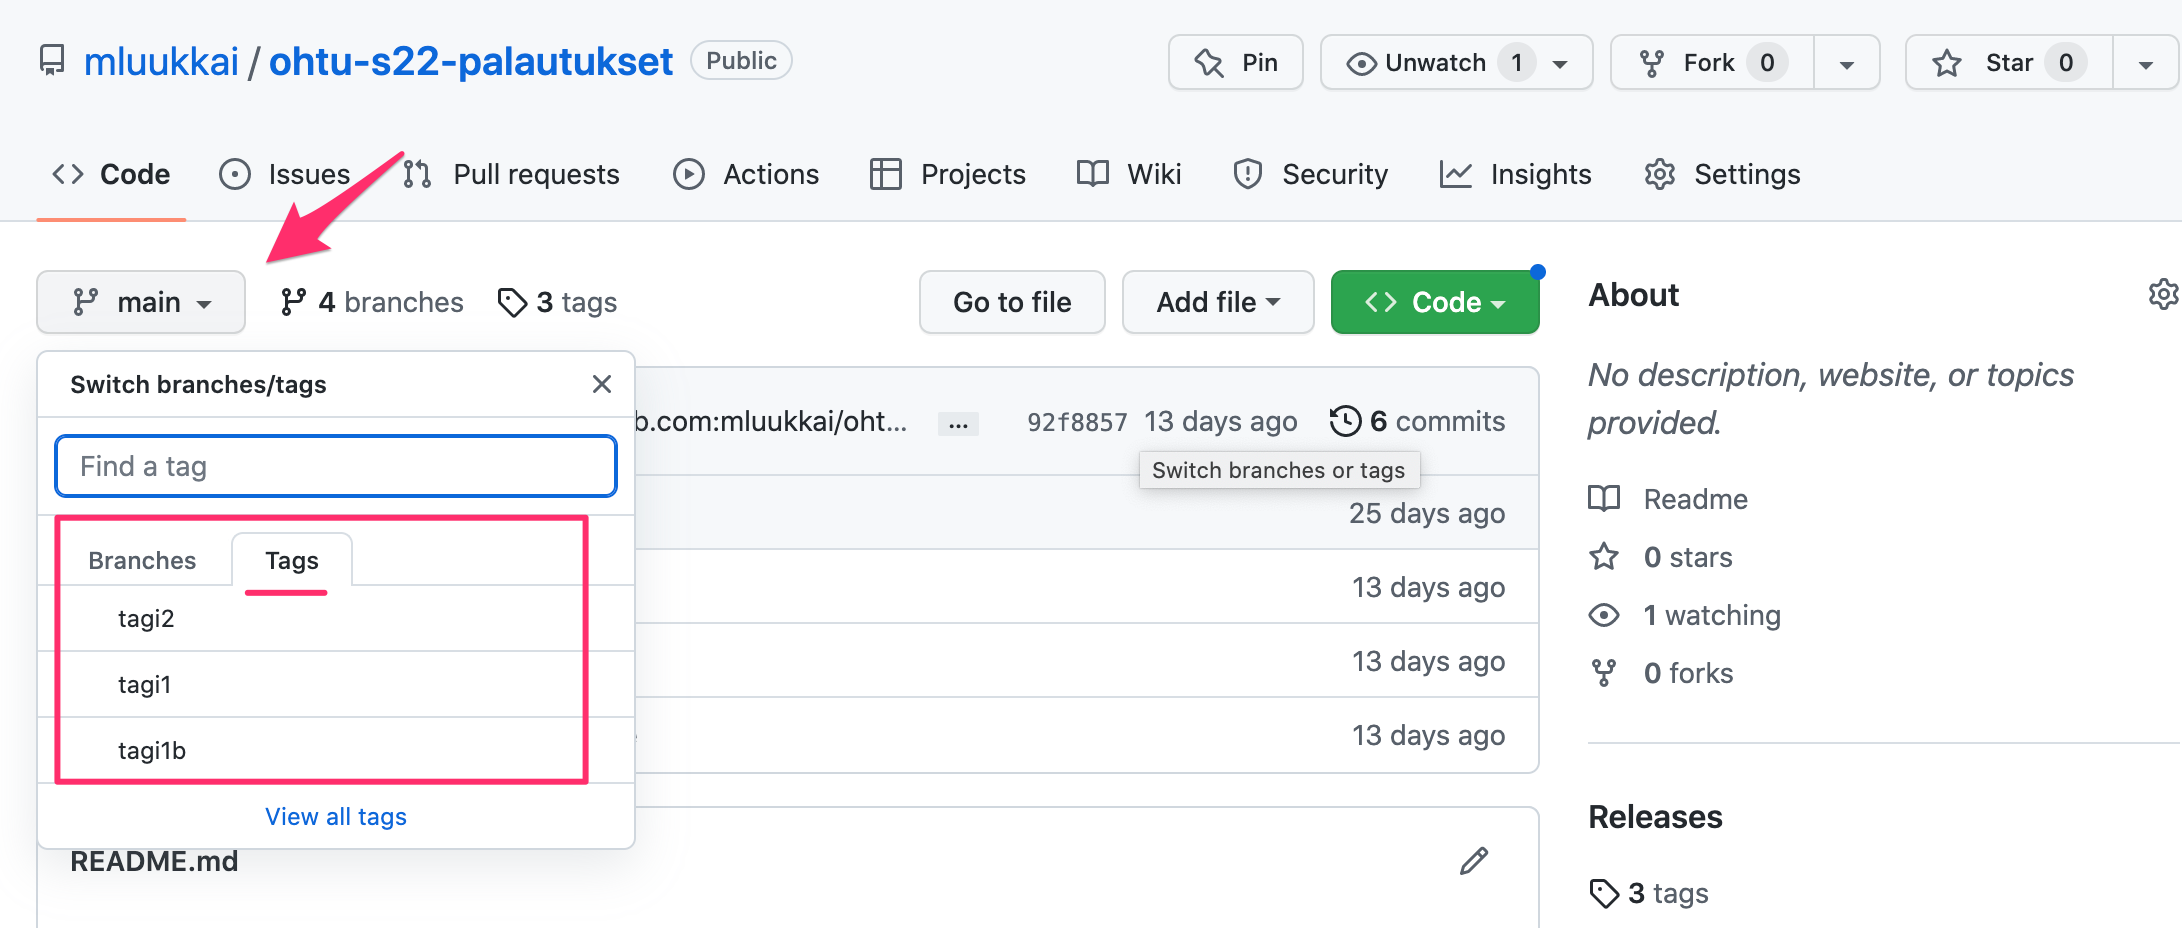 mluukkai / ohtu-s22-palautukset Public Pin Unwatch 1 Fork 0 Star 0
Code Issues Pull requests Actions Projects Wiki Security Insights Settings
main 4 branches 3 tags Go to file Add file Code
Switch branches/tags
Find a tag
Branches Tags
tagi2
tagi1
tagi1b
View all tags
b.com:mluukkai/oht... ... 92f8857 13 days ago 6 commits
Switch branches or tags
25 days ago
13 days ago
13 days ago
13 days ago
README.md
About
No description, website, or topics
provided.
Readme
0 stars
1 watching
0 forks
Releases
3 tags